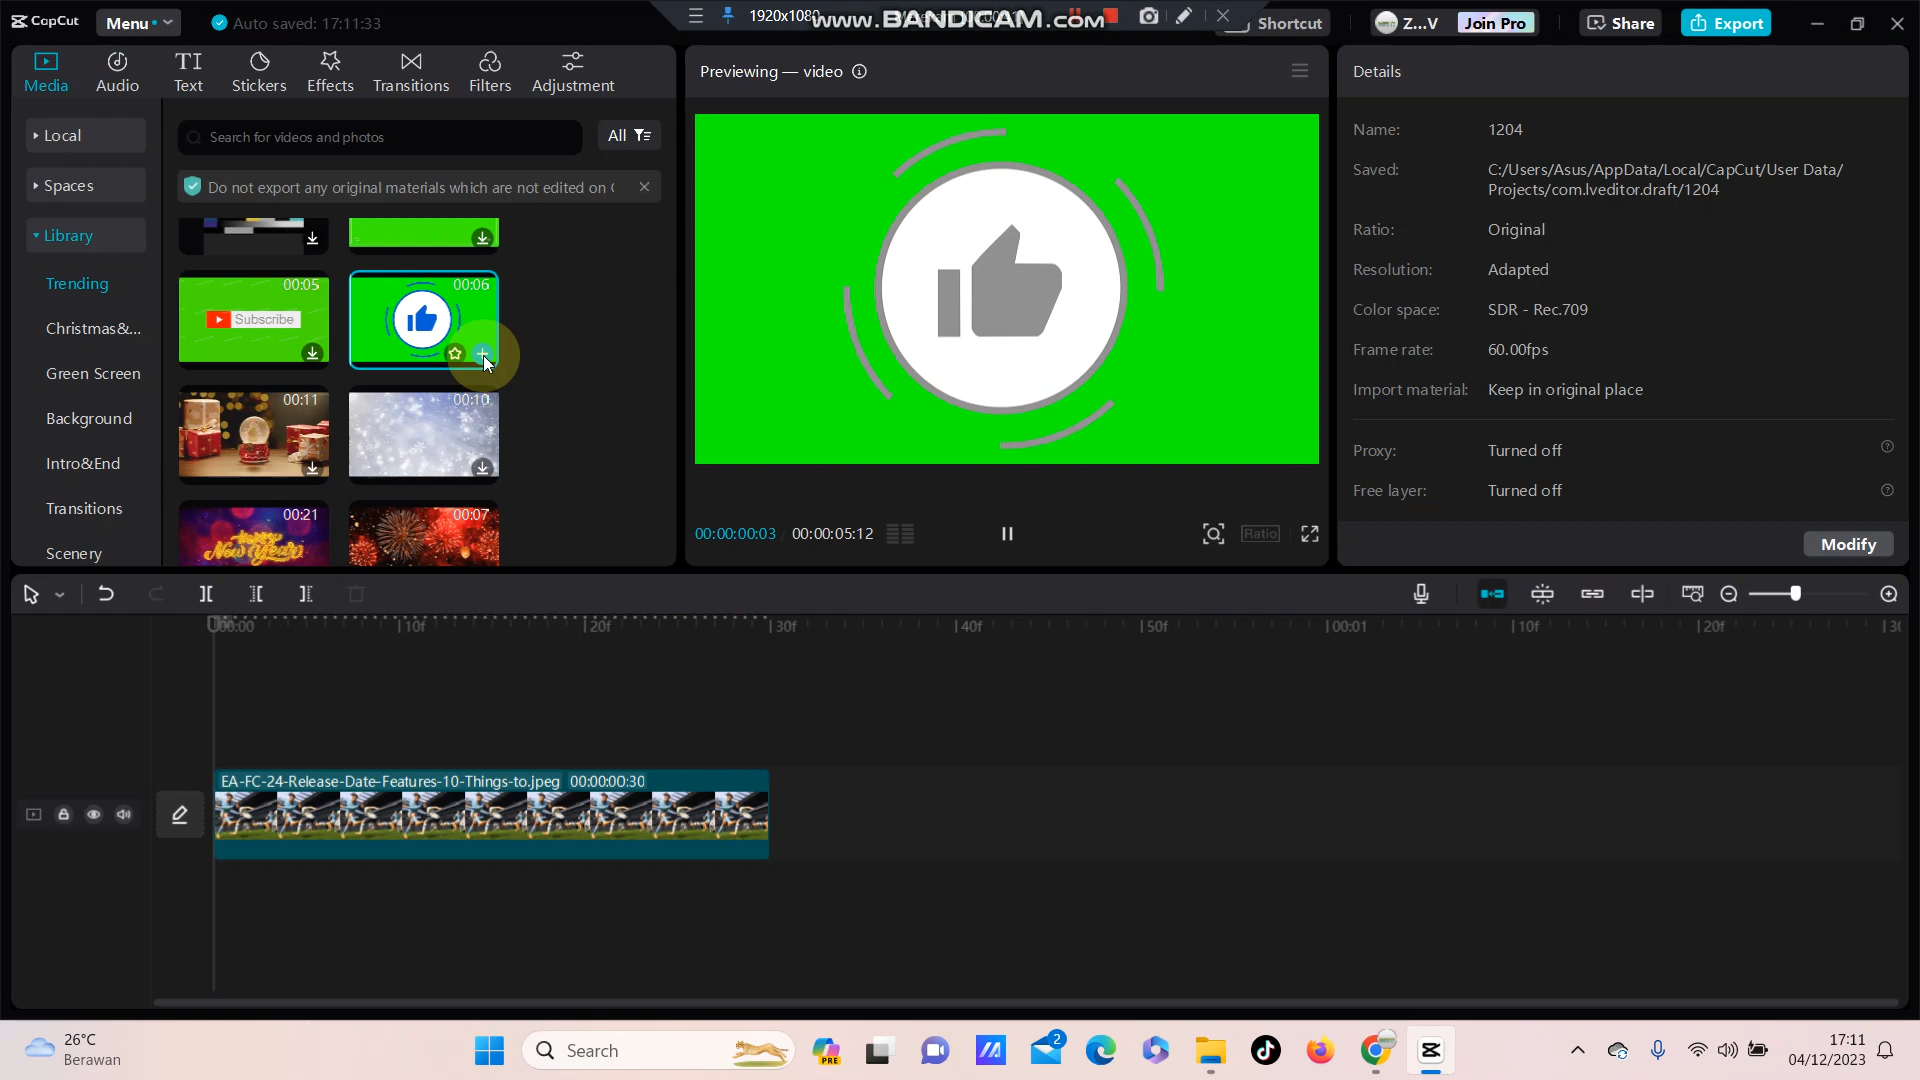 CapCut
Menu
Auto saved: 17:11:33
1920x1080
www.BANDICAM.com
Shortcut
Z...V
Join Pro
Share
Export
Media
Audio
Text
Stickers
Effects
Transitions
Filters
Adjustment
Previewing — video
Details
Local
Search for videos and photos
All
Spaces
Do not export any original materials which are not edited on
Library
Trending
Christmas&...
Green Screen
Background
Intro&End
Transitions
Scenery
00:05
Subscribe
00:06
00:11
00:10
00:21
Happy
New Year
00:07
00:00:00:03 / 00:00:05:12
Ratio
Name: 1204
Saved: C:/Users/Asus/AppData/Local/CapCut/User Data/
Projects/com.lveditor.draft/1204
Ratio: Original
Resolution: Adapted
Color space: SDR - Rec.709
Frame rate: 60.00fps
Import material: Keep in original place
Proxy: Turned off
Free layer: Turned off
Modify
00:00 10f 20f 30f 40f 50f 00:01 10f 20f
EA-FC-24-Release-Date-Features-10-Things-to.jpeg 00:00:00:30
26°C
Berawan
Search
PRE
2
17:11
04/12/2023